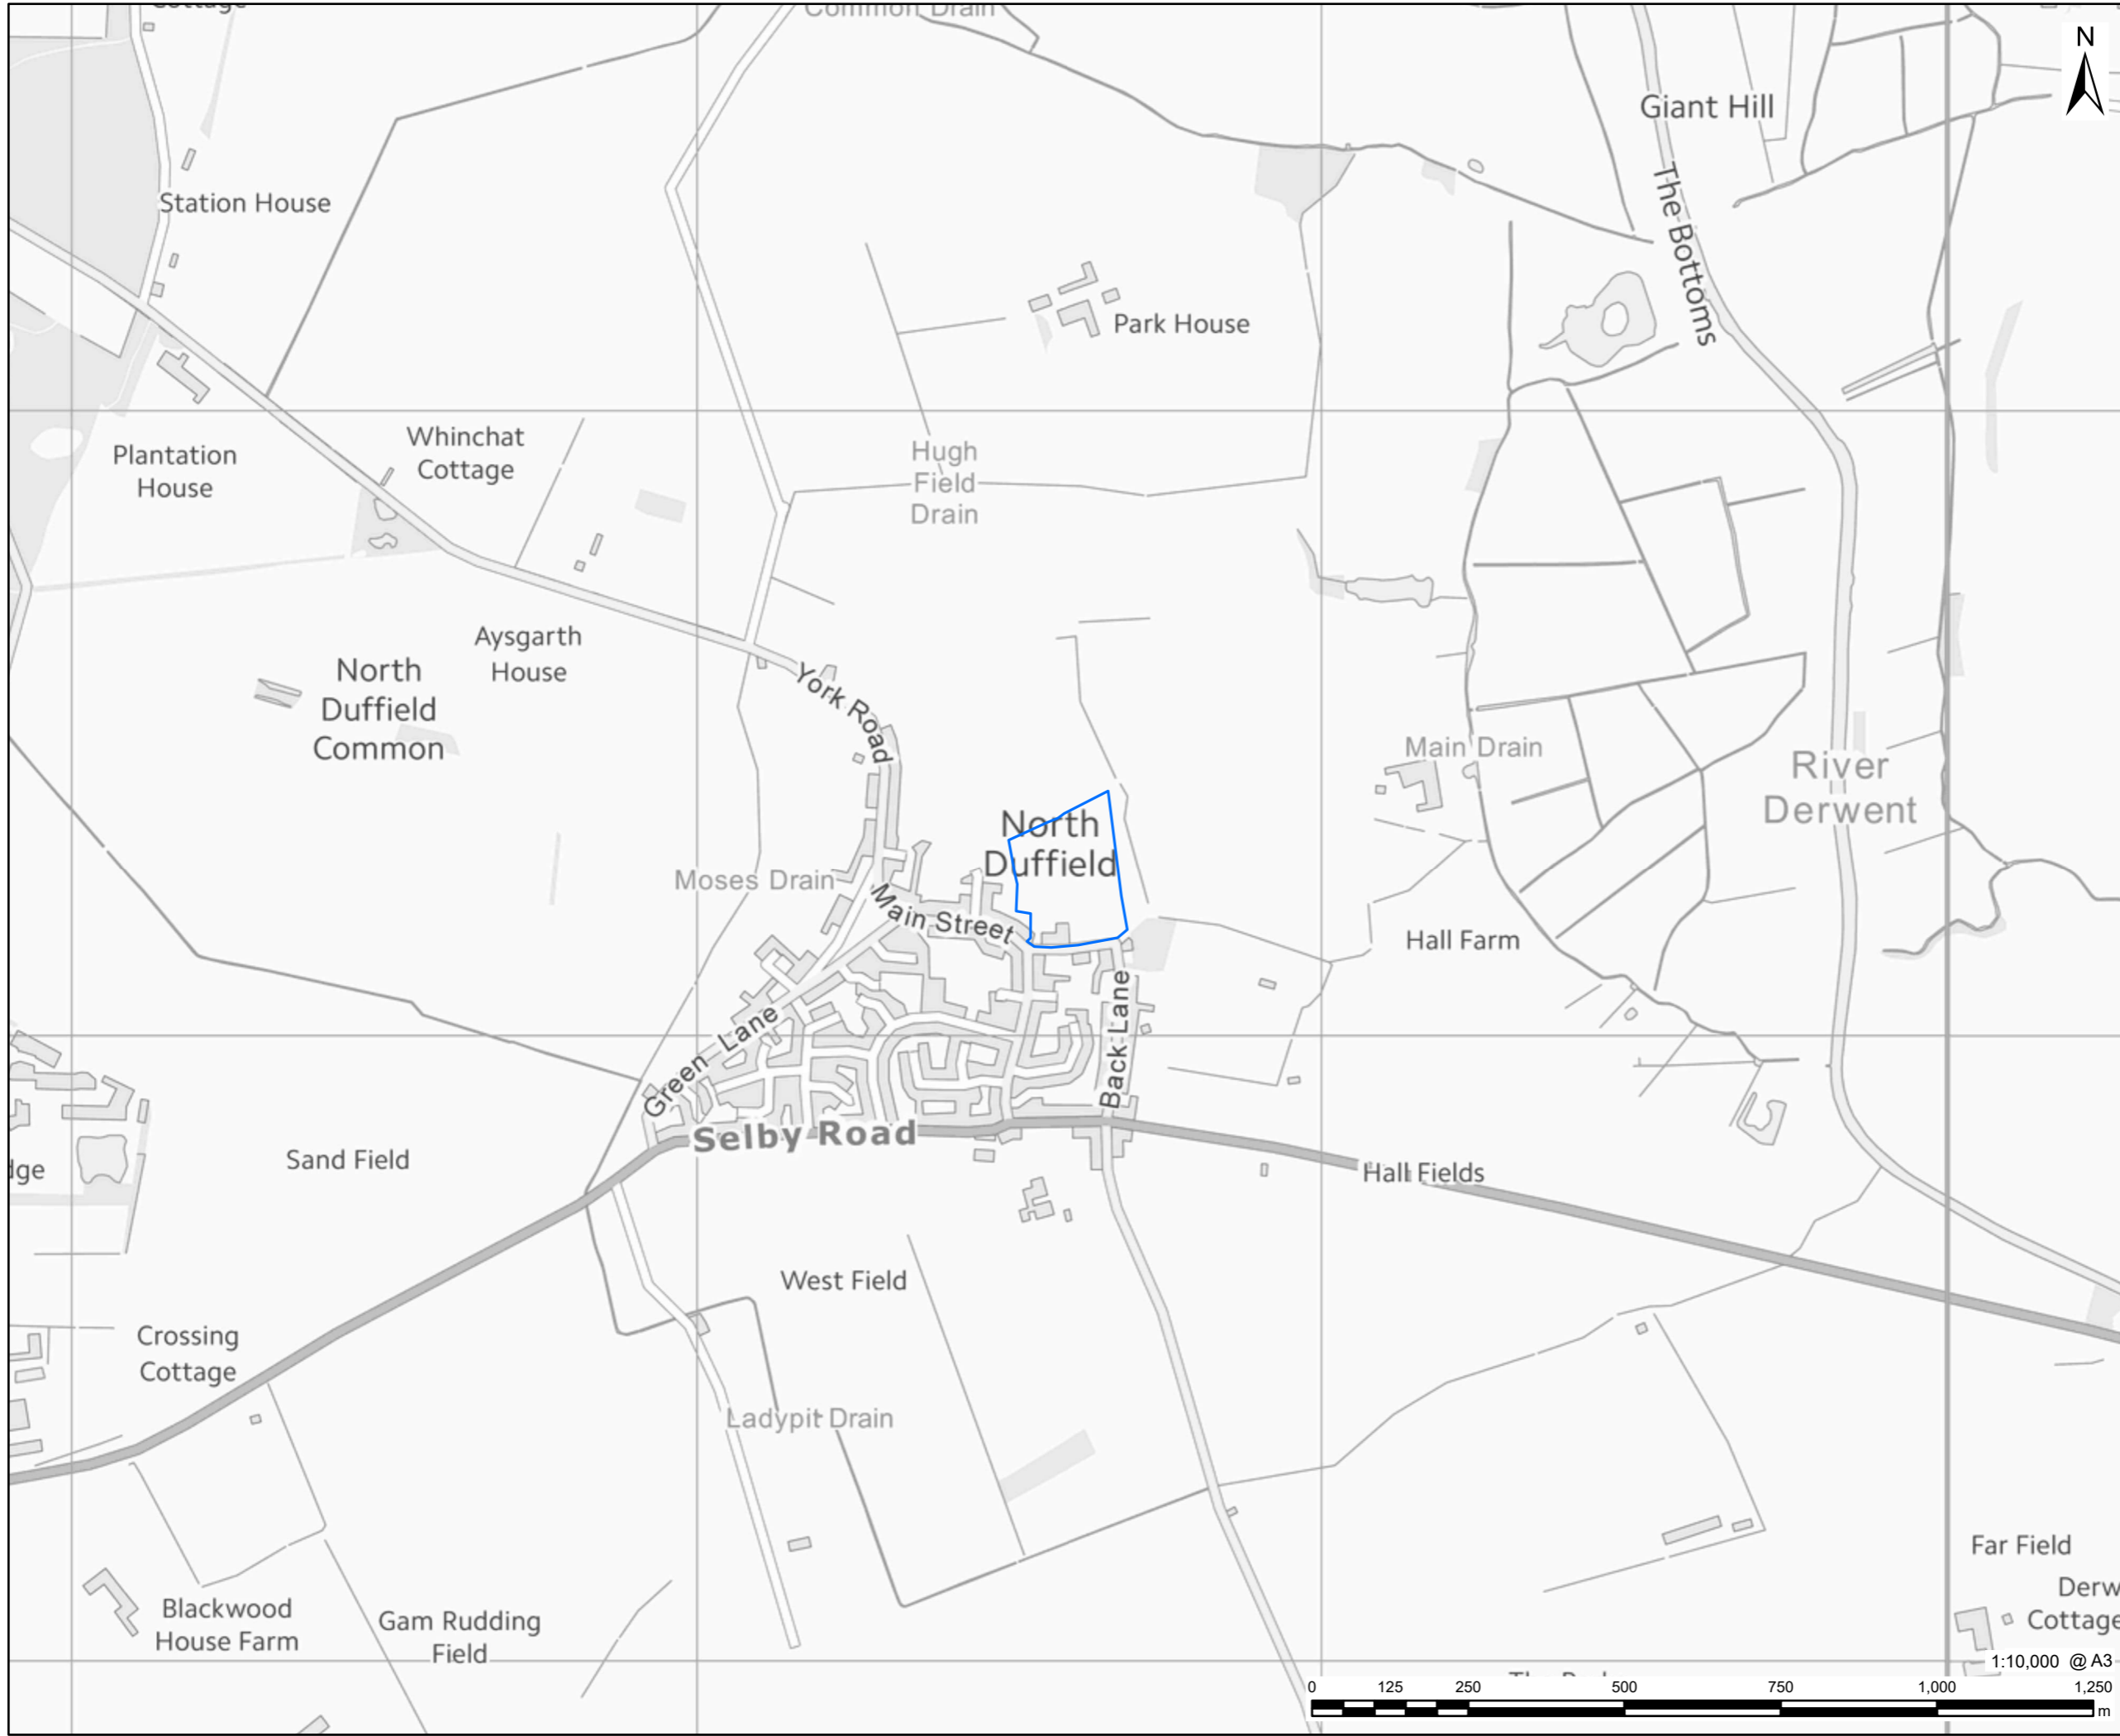 Common Drain
N
Giant Hill
The Bottoms
Station House
Park House
Whinchat
Cottage
Plantation
House
Hugh
Field
Drain
Aysgarth
House
North
Duffield
Common
York Road
Main Drain
River
Derwent
North
Duffield
Moses Drain
Main Street
Hall Farm
Back Lane
Green Lane
Selby Road
Sand Field
Hall Fields
West Field
Crossing
Cottage
Ladypit Drain
Far Field
Blackwood
House Farm
Gam Rudding
Field
Cottage
1:10,000 @ A3
0 125 250 500 750 1,000 1,250
m